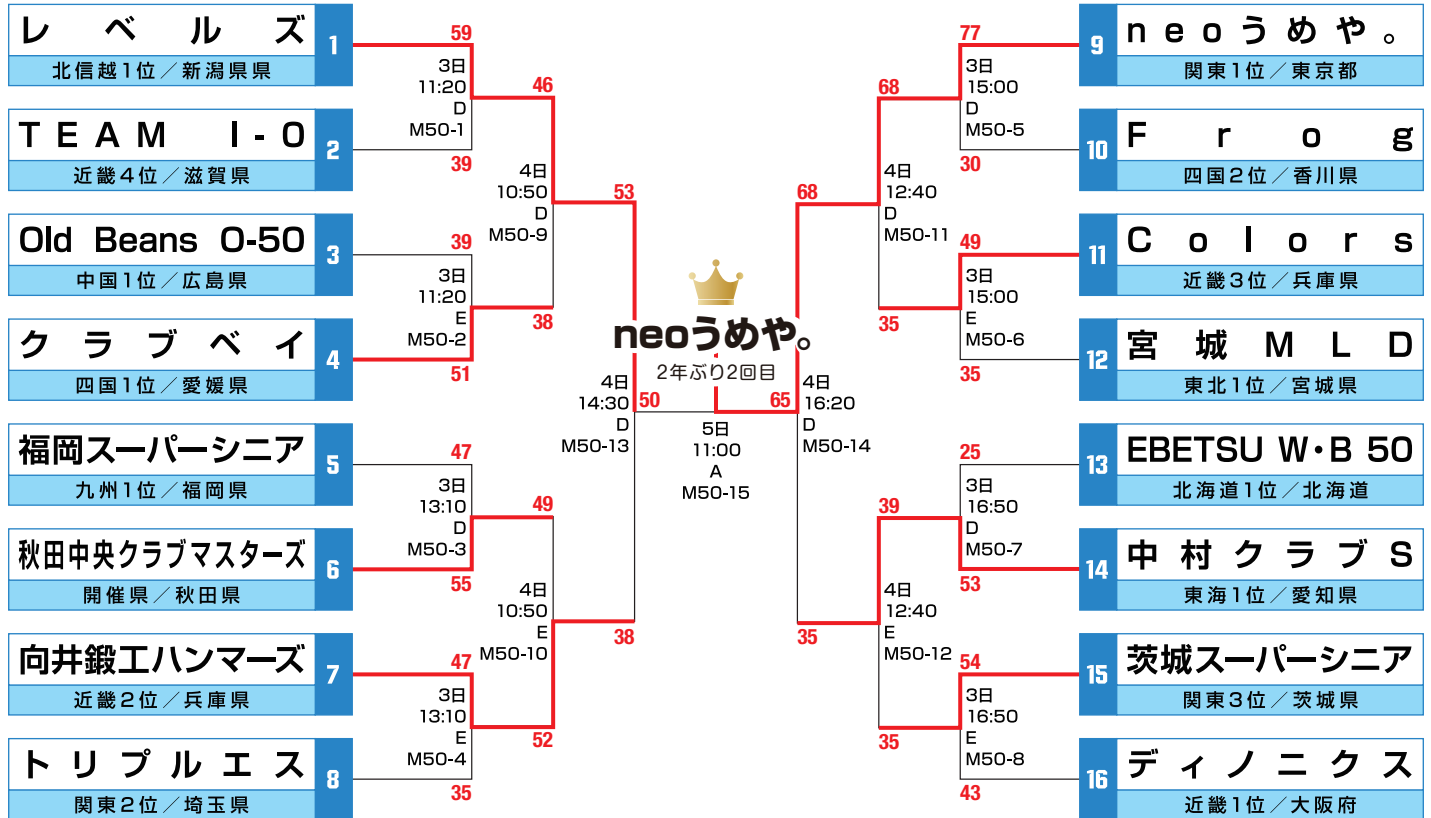 レベルズ
1
北信越1位／新潟県県
TEAM I-0
2
近畿4位／滋賀県
Old Beans O-50
3
中国1位／広島県
クラブベイ
4
四国1位／愛媛県
福岡スーパーシニア
5
九州1位／福岡県
秋田中央クラブマスターズ
6
開催県／秋田県
向井鍛工ハンマーズ
7
近畿2位／兵庫県
トリプルエス
8
関東2位／埼玉県
59
3日
11:20
D
M50-1
39
39
3日
11:20
E
M50-2
51
47
3日
13:10
D
M50-3
55
47
3日
13:10
E
M50-4
35
46
4日
10:50
D
M50-9
38
49
4日
10:50
E
M50-10
52
53
4日
14:30
D
M50-13
38
neoうめや。
2年ぶり2回目
50
65
5日
11:00
A
M50-15
68
4日
16:20
D
M50-14
35
68
4日
12:40
D
M50-11
35
39
4日
12:40
E
M50-12
35
77
3日
15:00
D
M50-5
30
49
3日
15:00
E
M50-6
35
25
3日
16:50
D
M50-7
53
54
3日
16:50
E
M50-8
43
9
neoうめや。
関東1位／東京都
10
Frog
四国2位／香川県
11
Colors
近畿3位／兵庫県
12
宮城MLD
東北1位／宮城県
13
EBETSU W・B 50
北海道1位／北海道
14
中村クラブS
東海1位／愛知県
15
茨城スーパーシニア
関東3位／茨城県
16
ディノニクス
近畿1位／大阪府